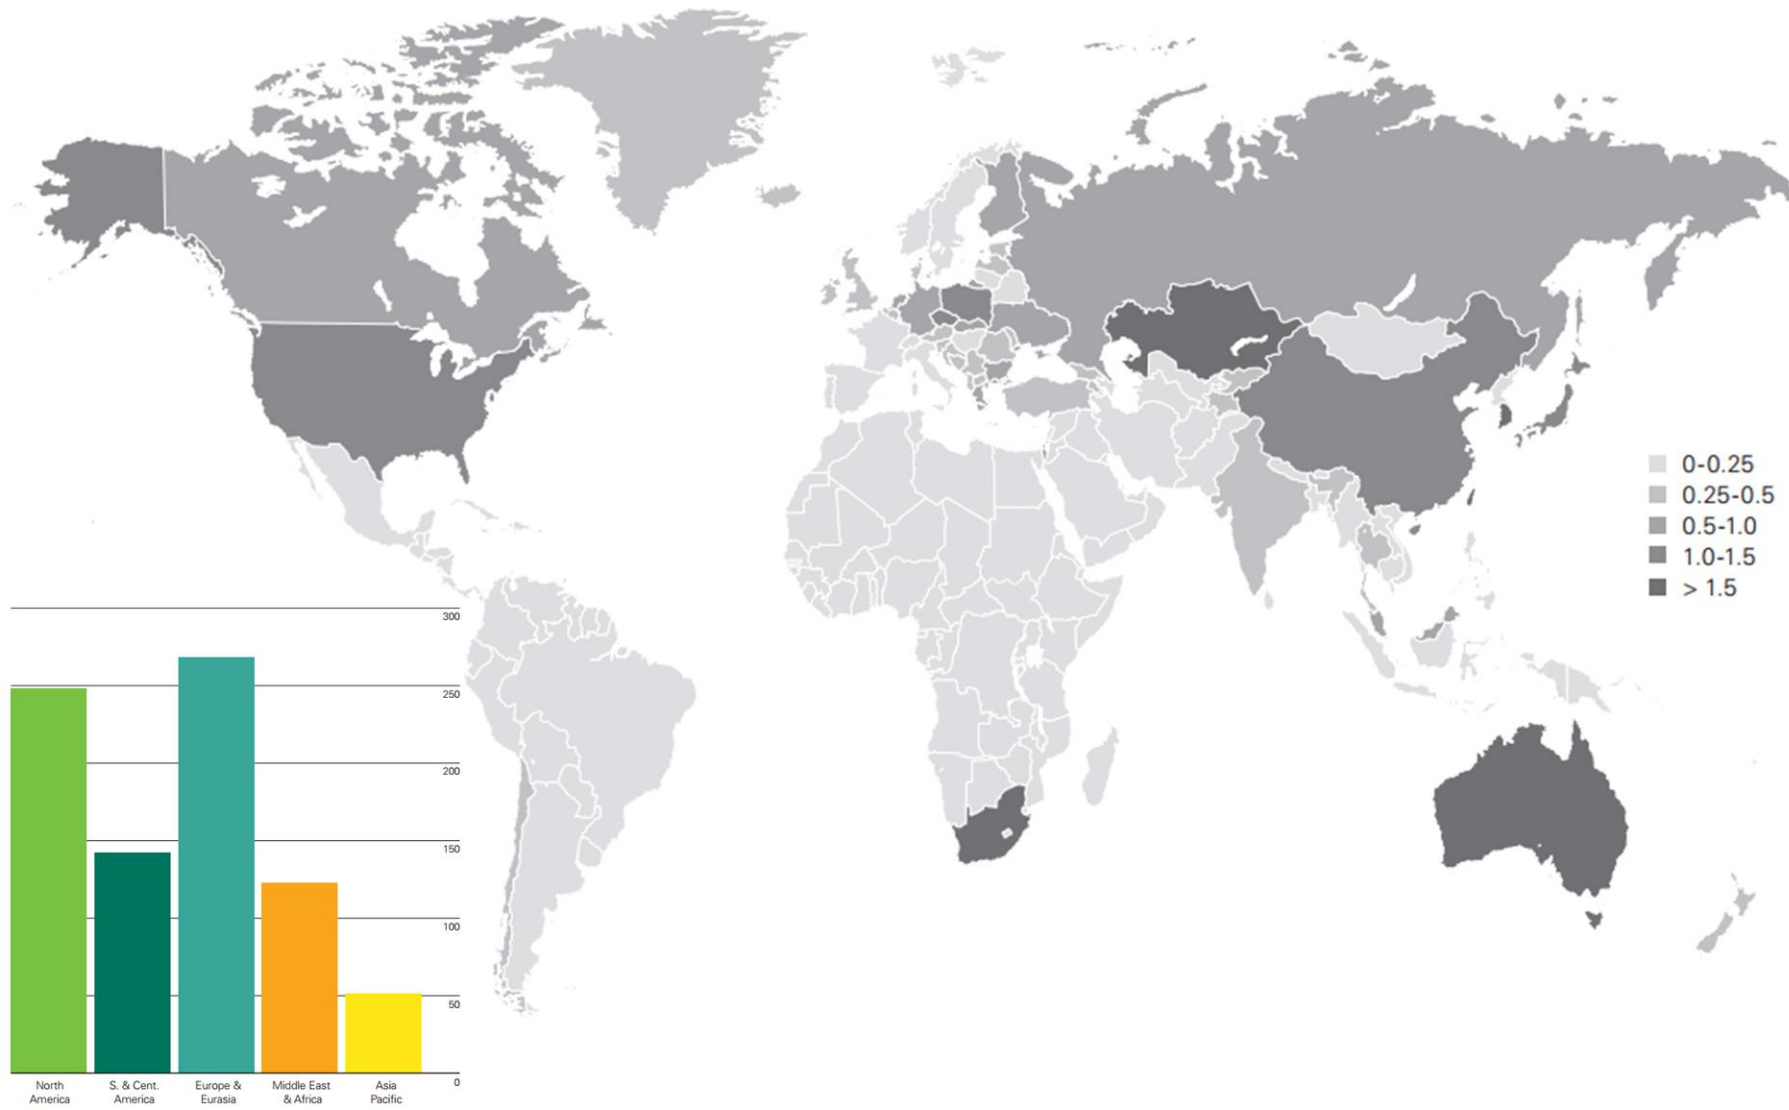 0-0.25
0.25-0.5
0.5-1.0
1.0-1.5
> 1.5
300
250
200
150
100
50
0
North
America
S. & Cent.
America
Europe &
Eurasia
Middle East
& Africa
Asia
Pacific